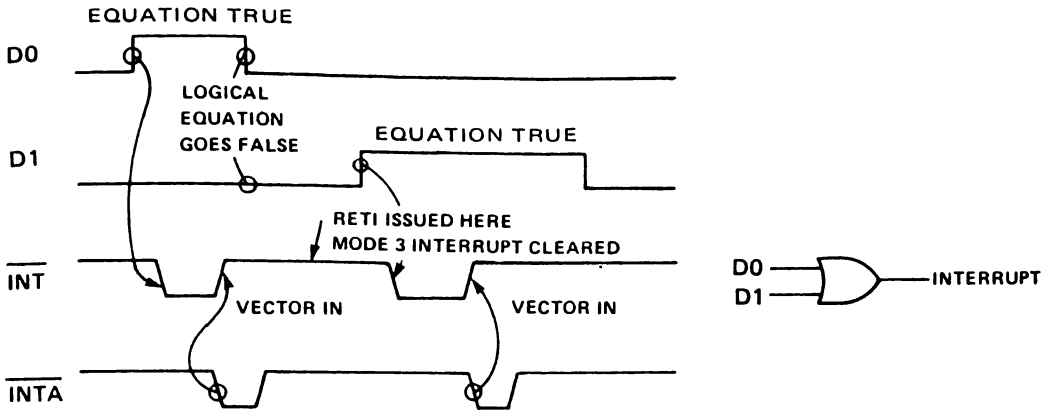 EQUATION TRUE
D0
LOGICAL
EQUATION
GOES FALSE
EQUATION TRUE
D1
RETI ISSUED HERE
MODE 3 INTERRUPT CLEARED
INT
VECTOR IN
VECTOR IN
D0
D1
INTERRUPT
INTA